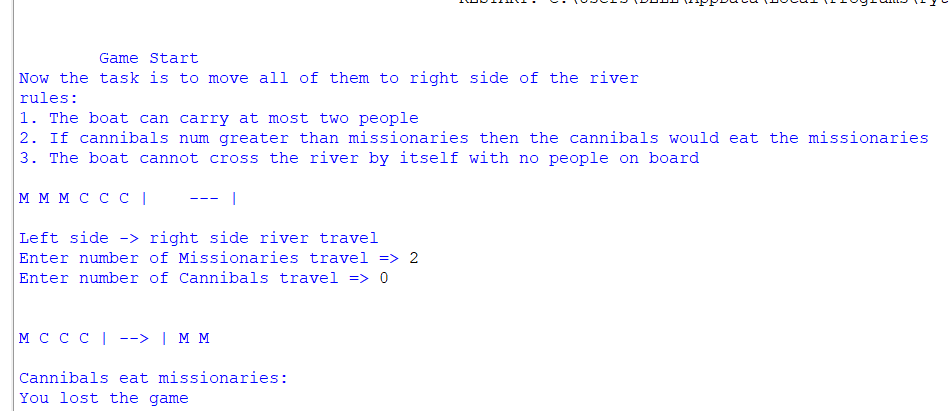 Game Start
Now the task is to move all of them to right side of the river
rules:
1. The boat can carry at most two people
2. If cannibals num greater than missionaries then the cannibals would eat the missionaries
3. The boat cannot cross the river by itself with no people on board
M M M C C C |    --- |
Left side -> right side river travel
Enter number of Missionaries travel => 2
Enter number of Cannibals travel => 0
M C C C | --> | M M
Cannibals eat missionaries:
You lost the game